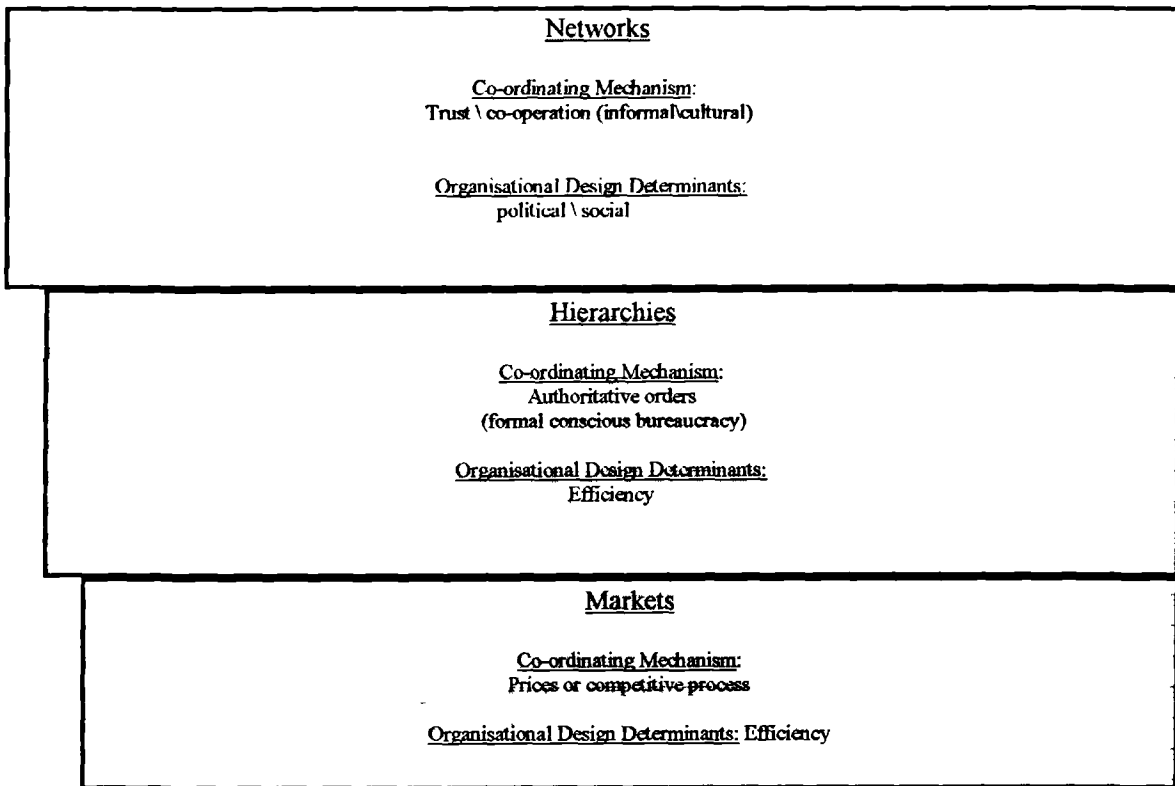 Networks
Co-ordinating Mechanism:
Trust \ co-operation (informal\cultural)
Organisational Design Determinants:
political \ social
Hierarchies
Co-ordinating Mechanism:
Authoritative orders
(formal conscious bureaucracy)
Organisational Design Determinants:
Efficiency
Markets
Co-ordinating Mechanism:
Prices or competitive process
Organisational Design Determinants: Efficiency